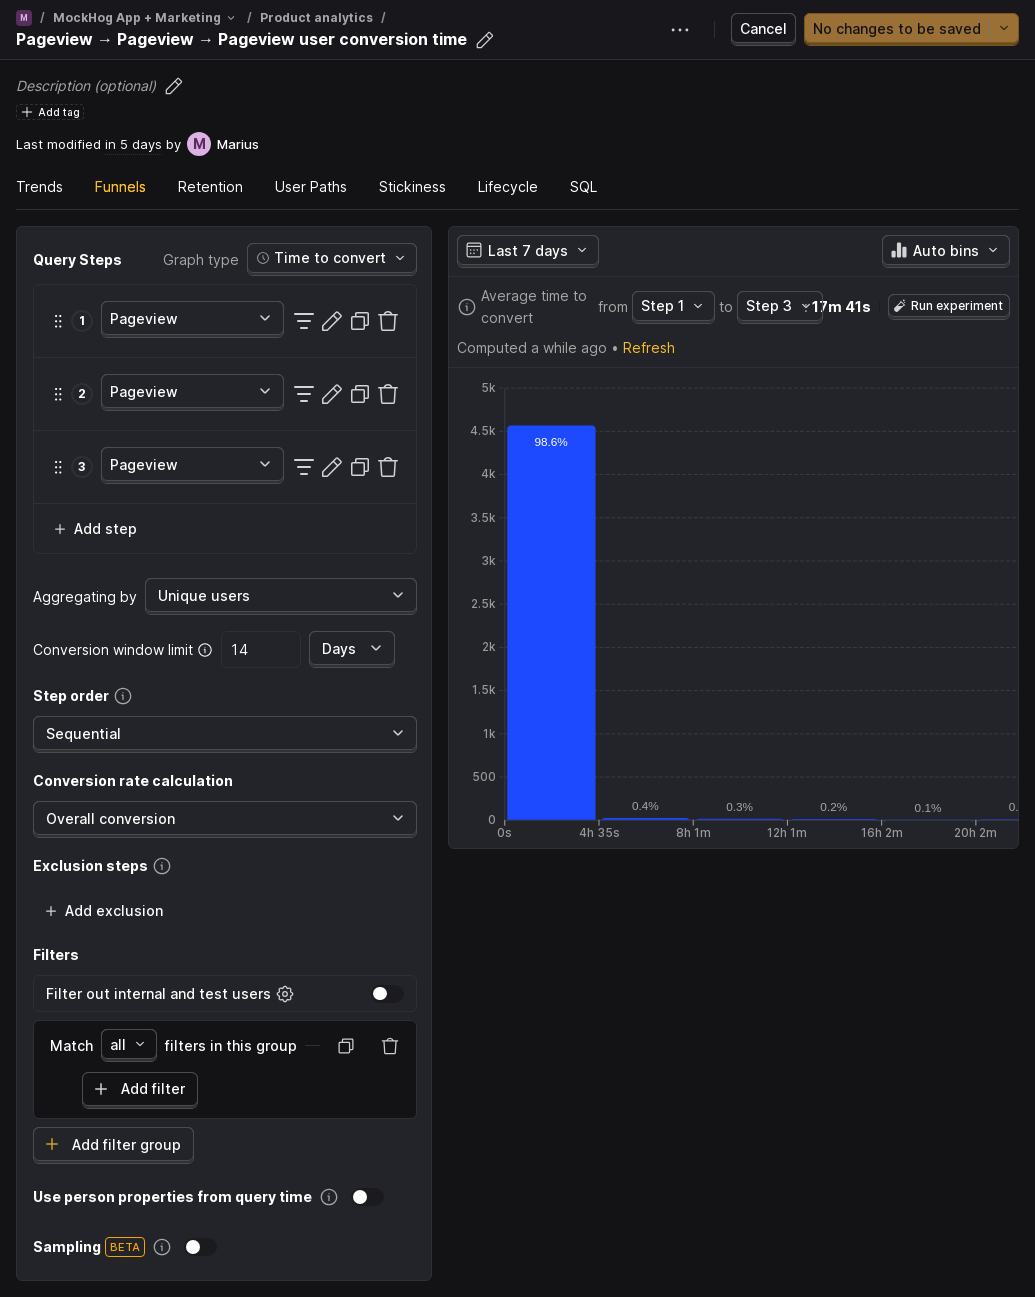 M / MockHog App + Marketing / Product analytics /
Pageview → Pageview → Pageview user conversion time
Cancel
No changes to be saved
Description (optional)
Add tag
Last modified in 5 days by M Marius
Trends Funnels Retention User Paths Stickiness Lifecycle SQL
Query Steps
Graph type Time to convert
1 Pageview
2 Pageview
3 Pageview
Add step
Aggregating by Unique users
Conversion window limit 14 Days
Step order
Sequential
Conversion rate calculation
Overall conversion
Exclusion steps
Add exclusion
Filters
Filter out internal and test users
Match all filters in this group
Add filter
Add filter group
Use person properties from query time
Sampling BETA
Last 7 days
Auto bins
Average time to
convert
from Step 1 to Step 3 17m 41s
Run experiment
Computed a while ago • Refresh
5k
4.5k
4k
3.5k
3k
2.5k
2k
1.5k
1k
500
0
98.6%
0.4%
0.3%
0.2%
0.1%
0.
0s 4h 35s 8h 1m 12h 1m 16h 2m 20h 2m